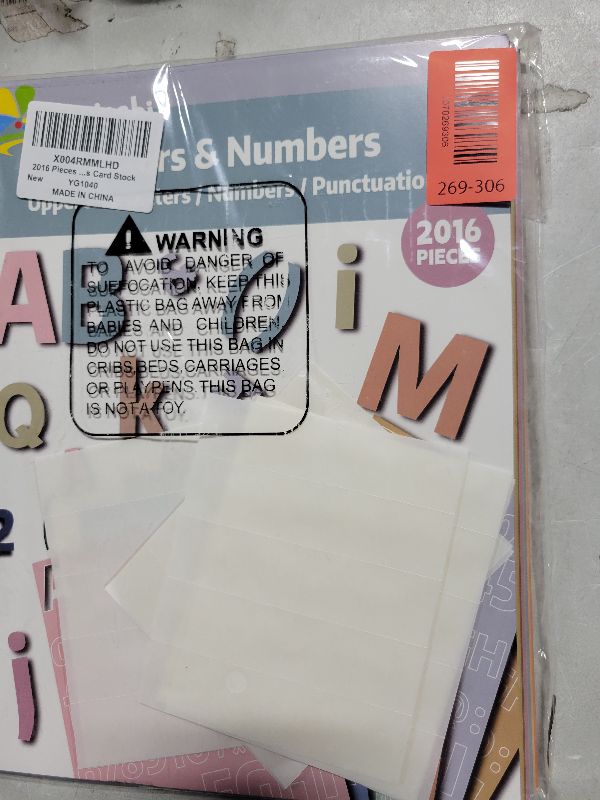 X004RMMLHD
2016 Pieces ...s Card Stock
New YG1040
MADE IN CHINA
rs & Numbers
ters / Numbers / Punctuatio
370269306
269-306
2016
PIECES
WARNING
TO AVOID DANGER OF
SUFFOCATION, KEEP THIS
PLASTIC BAG AWAY FROM
BABIES AND CHILDREN.
DO NOT USE THIS BAG IN
CRIBS,BEDS,CARRIAGES
OR PLAYPENS.THIS BAG
IS NOT A TOY.
A B i
Q k M
2
j